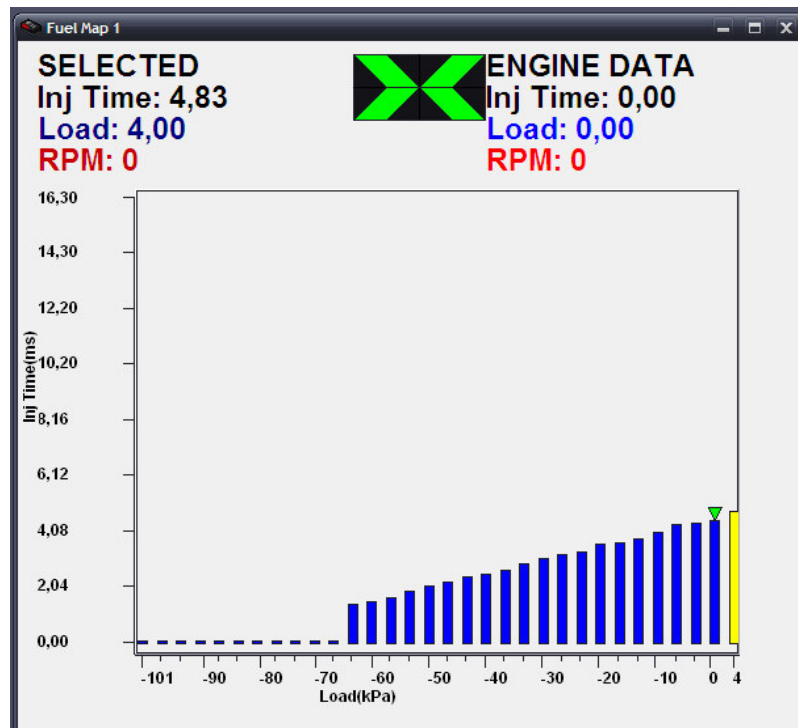 Fuel Map 1
SELECTED
Inj Time: 4,83
Load: 4,00
RPM: 0
ENGINE DATA
Inj Time: 0,00
Load: 0,00
RPM: 0
16,30
14,30
12,20
10,20
8,16
6,12
4,08
2,04
0,00
Inj Time(ms)
-101 -90 -80 -70 -60 -50 -40 -30 -20 -10 0 4
Load(kPa)